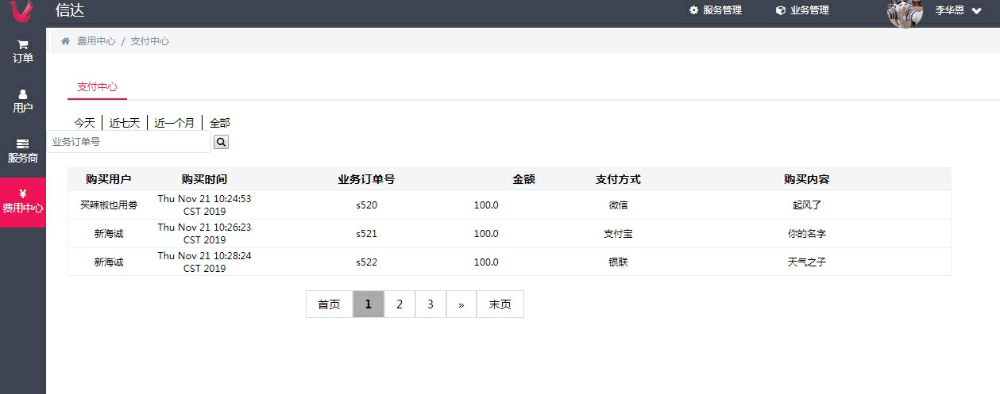 信达
服务管理
业务管理
李华恩
订单
用户
服务商
¥
费用中心
费用中心 / 支付中心
支付中心
今天 | 近七天 | 近一个月 | 全部
业务订单号
购买用户 购买时间 业务订单号 金额 支付方式 购买内容
买辣椒也用券 Thu Nov 21 10:24:53 CST 2019 s520 100.0 微信 起风了
新海诚 Thu Nov 21 10:26:23 CST 2019 s521 100.0 支付宝 你的名字
新海诚 Thu Nov 21 10:28:24 CST 2019 s522 100.0 银联 天气之子
首页 1 2 3 » 末页